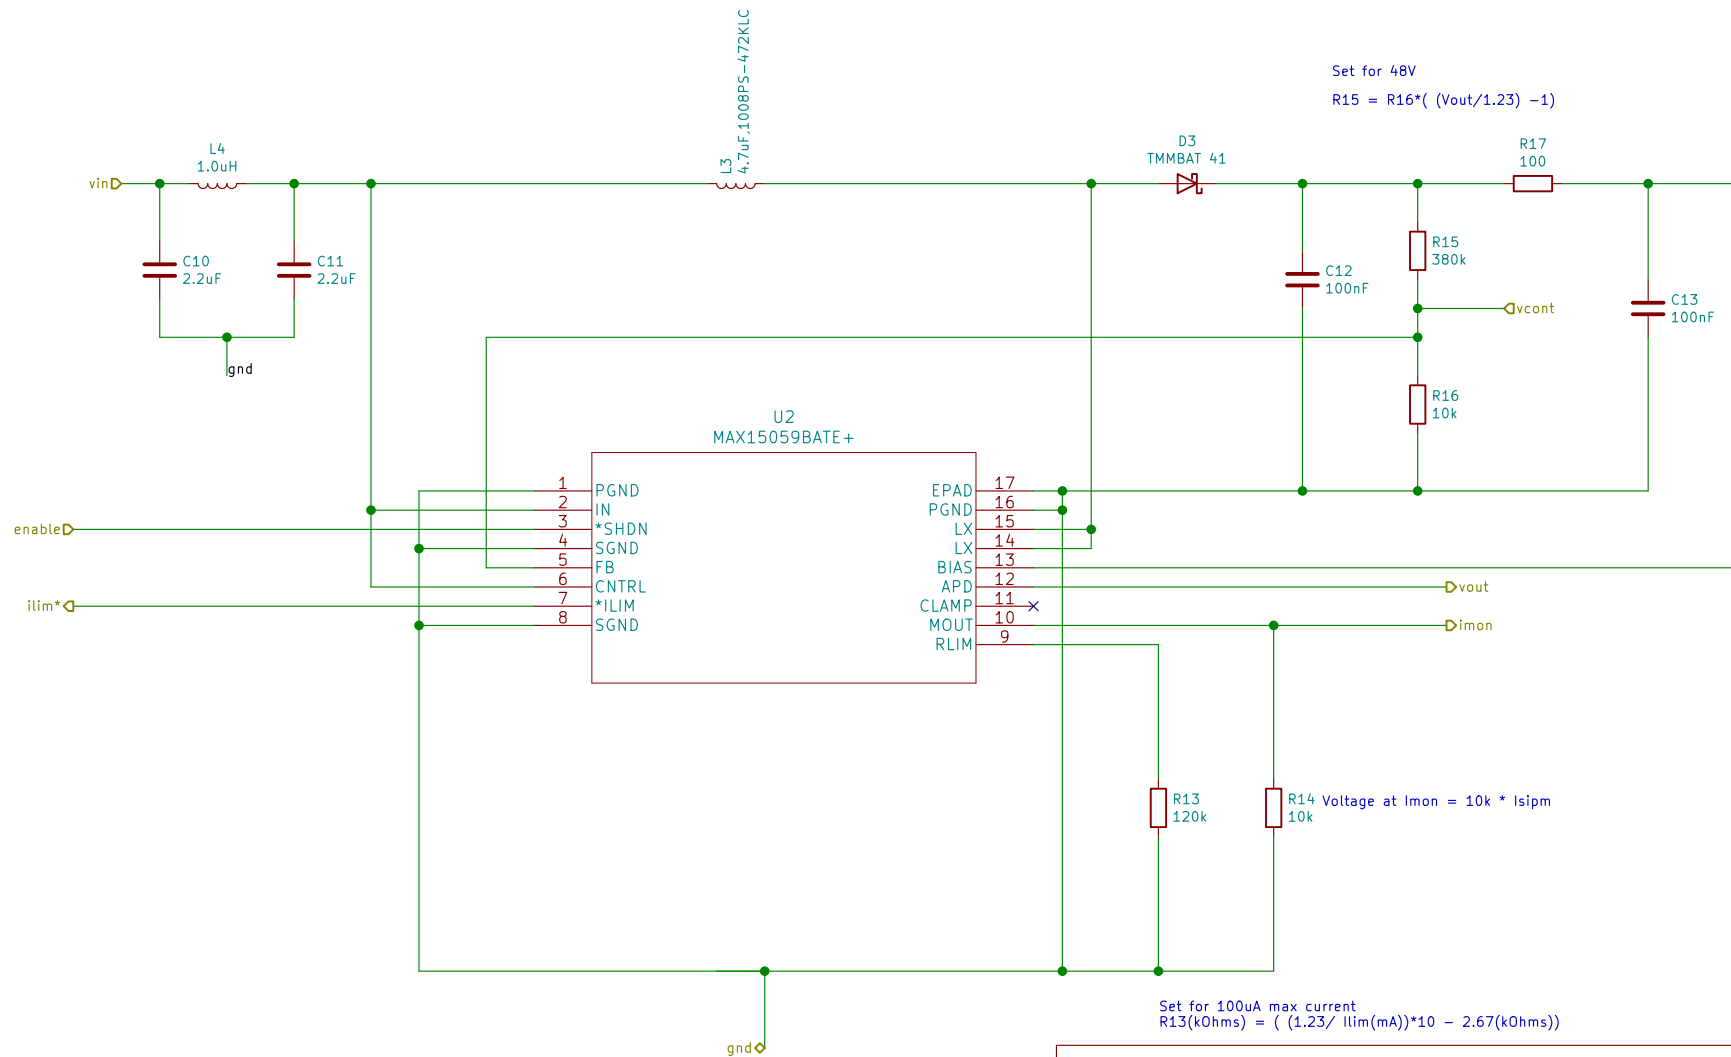 Set for 48V
R15 = R16*( (Vout/1.23) -1)
L3
4.7uF,1008PS-472KLC
L4
1.0uH
D3
TMMBAT 41
R17
100
vin
C10
2.2uF
C11
2.2uF
C12
100nF
R15
380k
vcont
C13
100nF
gnd
R16
10k
U2
MAX15059BATE+
1 PGND
2 IN
3 *SHDN
4 SGND
5 FB
6 CNTRL
7 *ILIM
8 SGND
EPAD 17
PGND 16
LX 15
LX 14
BIAS 13
APD 12
CLAMP 11
MOUT 10
RLIM 9
enable
ilim*
vout
imon
R13
120k
R14
10k
Voltage at Imon = 10k * Isipm
Set for 100uA max current
R13(kOhms) = ( (1.23/ Ilim(mA))*10 - 2.67(kOhms))
gnd